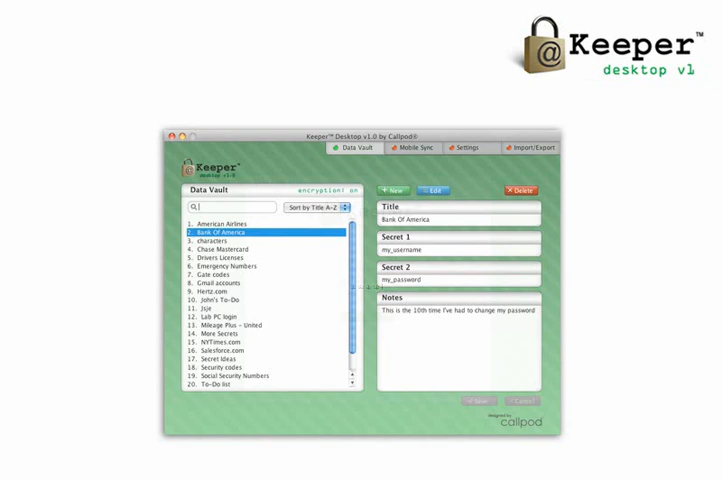 Keeper™
desktop v1
Keeper™ Desktop v1.0 by Callpod®
Data Vault
Mobile Sync
Settings
Import/Export
Keeper™
desktop v1.0
Data Vault
encryption: on
Sort by Title A-Z
1. American Airlines
2. Bank Of America
3. characters
4. Chase Mastercard
5. Drivers Licenses
6. Emergency Numbers
7. Gate codes
8. Gmail accounts
9. Hertz.com
10. John's To-Do
11. Jsje
12. Lab PC login
13. Mileage Plus - United
14. More Secrets
15. NYTimes.com
16. Salesforce.com
17. Secret Ideas
18. Security codes
19. Social Security Numbers
20. To-Do list
+ New
Edit
× Delete
Title
Bank Of America
Secret 1
my_username
Secret 2
my_password
Notes
This is the 10th time I've had to change my password
Save
Cancel
designed by
callpod